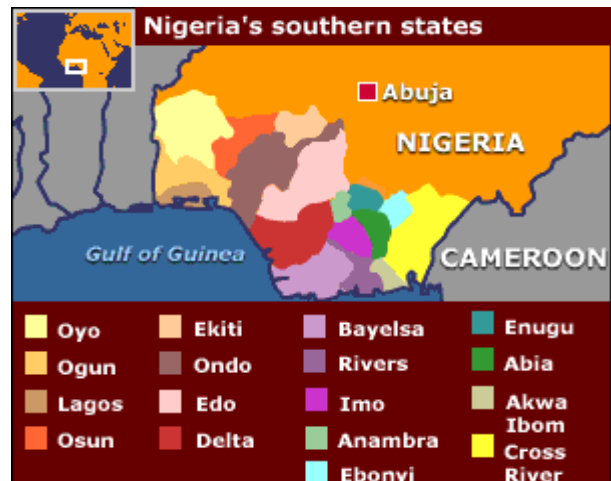 Nigeria's southern states
Abuja
NIGERIA
Gulf of Guinea
CAMEROON
Oyo
Ogun
Lagos
Osun
Ekiti
Ondo
Edo
Delta
Bayelsa
Rivers
Imo
Anambra
Ebonyi
Enugu
Abia
Akwa
Ibom
Cross
River